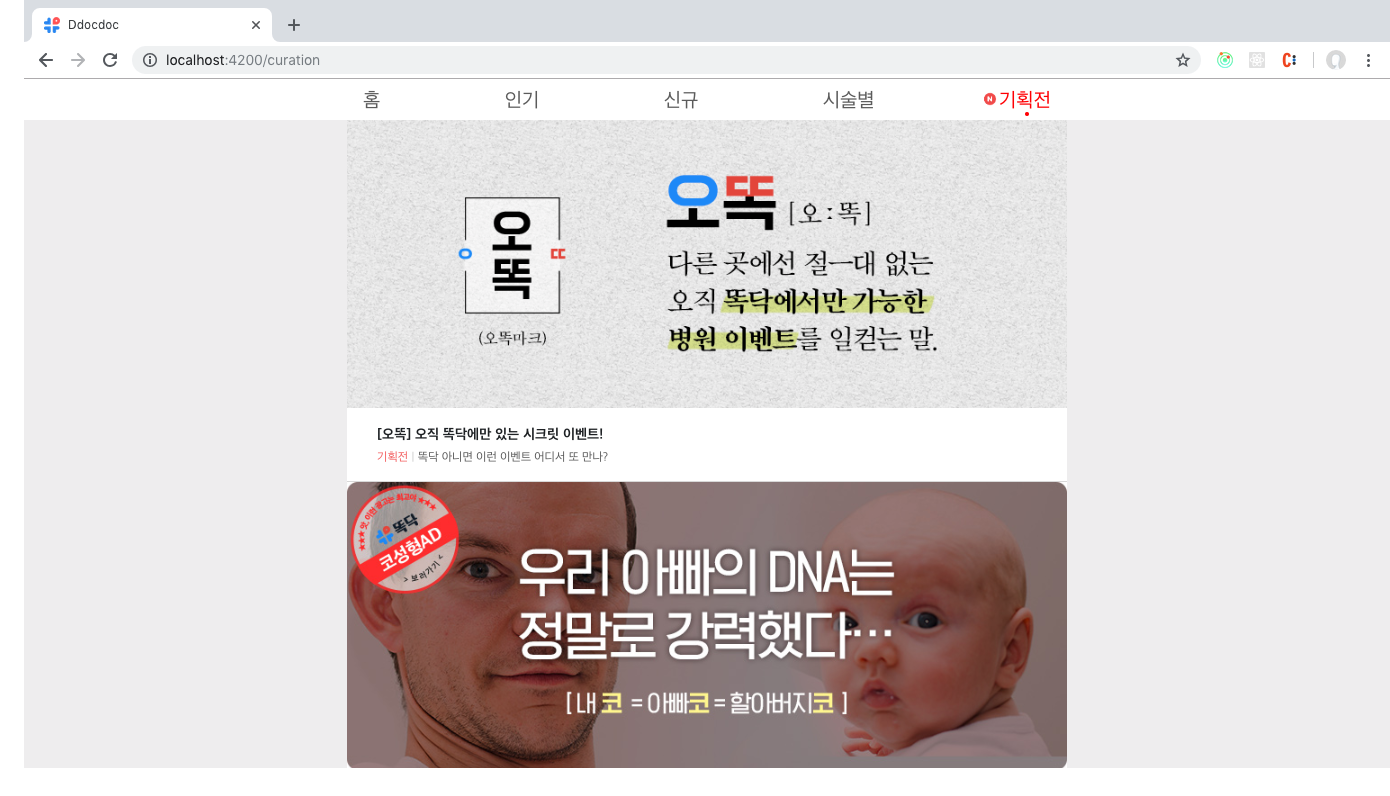 Ddocdoc
localhost:4200/curation
홈
인기
신규
시술별
N 기획전
오똑
오
ㄸ
(오똑마크)
오똑 [오:똑]
다른 곳에선 절一대 없는
오직 똑닥에서만 가능한
병원 이벤트를 일컫는 말.
[오똑] 오직 똑닥에만 있는 시크릿 이벤트!
기획전 | 똑닥 아니면 이런 이벤트 어디서 또 만나?
똑닥
코성형AD
> 보러가기 <
우리 아빠의 DNA는
정말로 강력했다…
[ 내 코 = 아빠코 = 할아버지코 ]